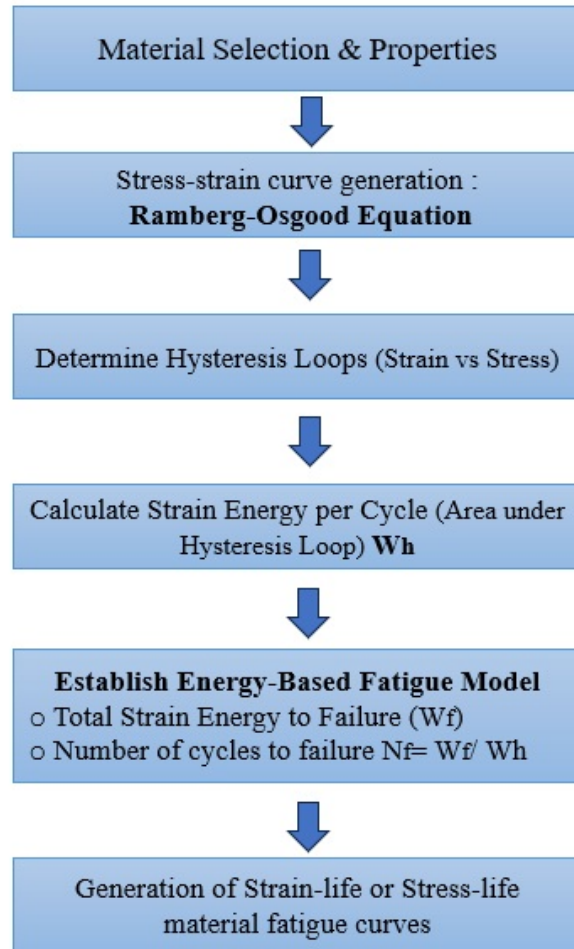 Material Selection & Properties
Stress-strain curve generation :
Ramberg-Osgood Equation
Determine Hysteresis Loops (Strain vs Stress)
Calculate Strain Energy per Cycle (Area under
Hysteresis Loop) Wh
Establish Energy-Based Fatigue Model
o Total Strain Energy to Failure (Wf)
o Number of cycles to failure Nf= Wf/ Wh
Generation of Strain-life or Stress-life
material fatigue curves